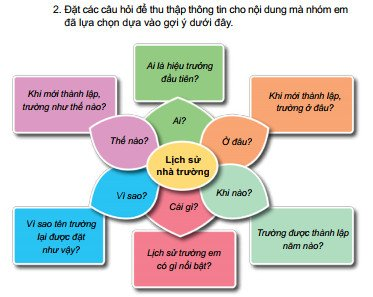 2. Đặt các câu hỏi để thu thập thông tin cho nội dung mà nhóm em
đã lựa chọn dựa vào gợi ý dưới đây.
Ai là hiệu trưởng
đầu tiên?
Khi mới thành lập,
trường như thế nào?
Khi mới thành lập,
trường ở đâu?
Ai?
Thế nào?
Ở đâu?
Lịch sử
nhà trường
Vì sao?
Khi nào?
Cái gì?
Vì sao tên trường
lại được đặt
như vậy?
Trường được thành lập
năm nào?
Lịch sử trường em
có gì nổi bật?